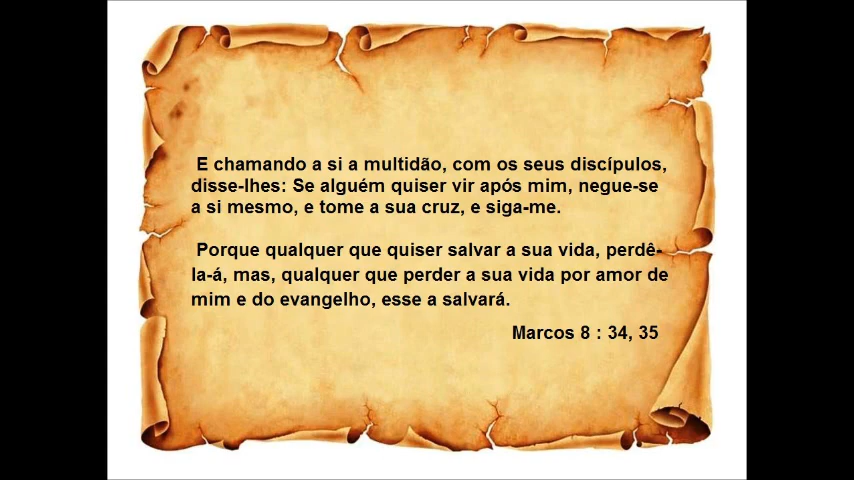 E chamando a si a multidão, com os seus discípulos,
disse-lhes: Se alguém quiser vir após mim, negue-se
a si mesmo, e tome a sua cruz, e siga-me.
Porque qualquer que quiser salvar a sua vida, perdê-
la-á, mas, qualquer que perder a sua vida por amor de
mim e do evangelho, esse a salvará.
Marcos 8 : 34, 35